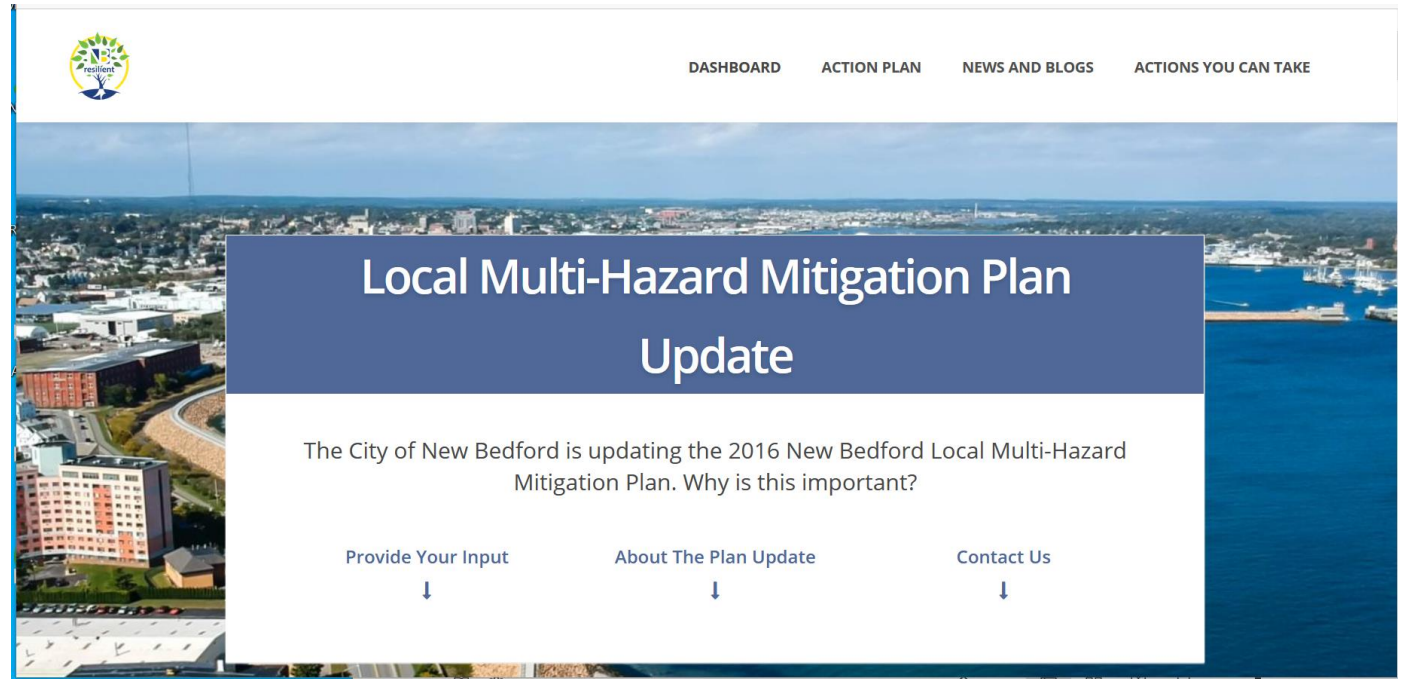 NB
resilient
DASHBOARD ACTION PLAN NEWS AND BLOGS ACTIONS YOU CAN TAKE
Local Multi-Hazard Mitigation Plan
Update
The City of New Bedford is updating the 2016 New Bedford Local Multi-Hazard
Mitigation Plan. Why is this important?
Provide Your Input About The Plan Update Contact Us